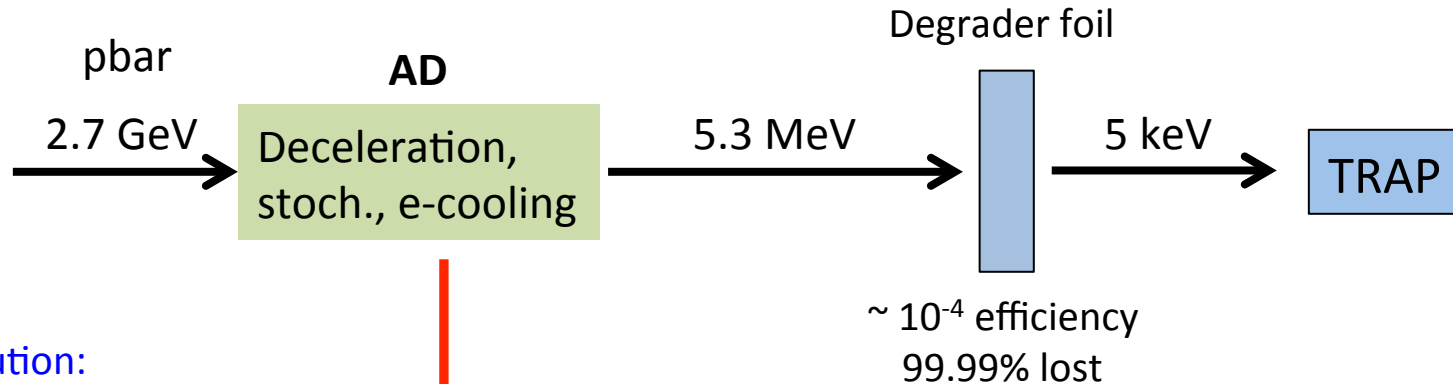 Degrader foil
pbar
AD
2.7 GeV
Deceleration,
stoch., e-cooling
5.3 MeV
5 keV
TRAP
~ 10⁻⁴ efficiency
99.99% lost
ution: